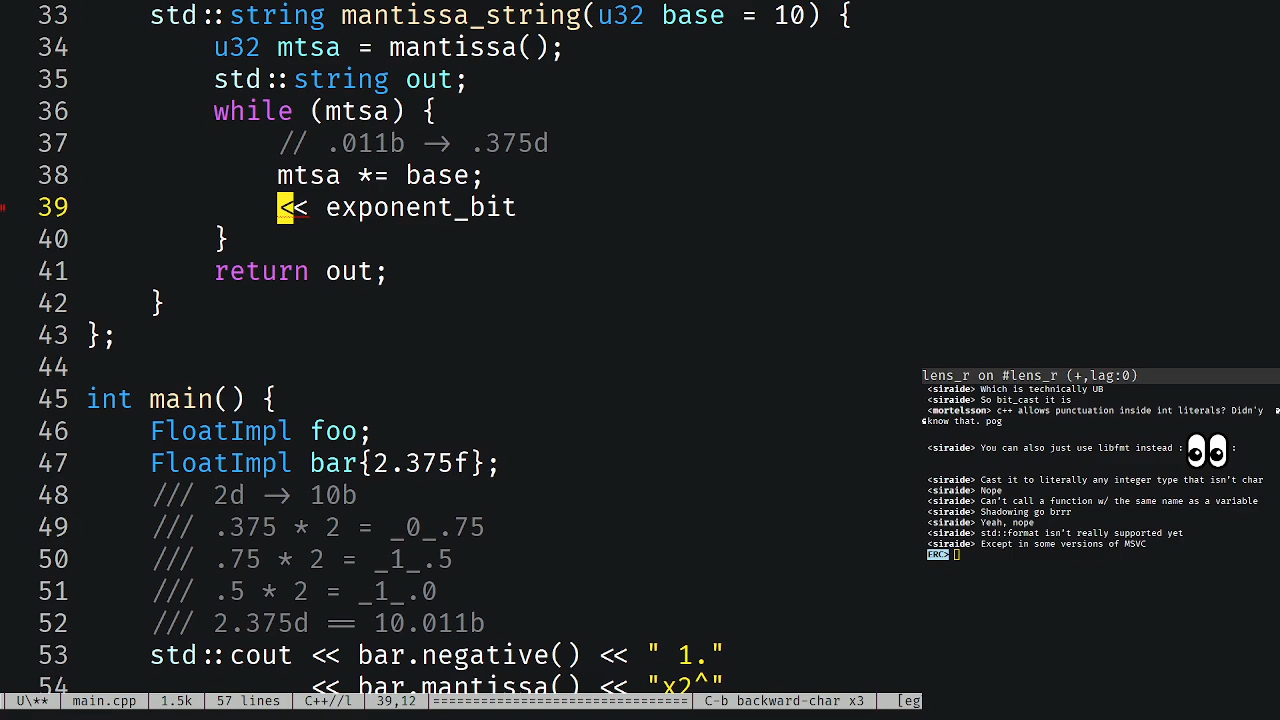 33 std::string mantissa_string(u32 base = 10) {
34 u32 mtsa = mantissa();
35 std::string out;
36 while (mtsa) {
37 // .011b -> .375d
38 mtsa *= base;
39 << exponent_bit
40 }
41 return out;
42 }
43 };
44
45 int main() {
46 FloatImpl foo;
47 FloatImpl bar{2.375f};
48 /// 2d -> 10b
49 /// .375 * 2 = _0_.75
50 /// .75 * 2 = _1_.5
51 /// .5 * 2 = _1_.0
52 /// 2.375d == 10.011b
53 std::cout << bar.negative() << " 1."
54 << bar.mantissa() << "x2^"
U\** main.cpp 1.5k 57 lines C++//l 39,12 ================================ C-b backward-char x3 [eg
lens_r on #lens_r (+,lag:0)
<siraide> Which is technically UB
<siraide> So bit_cast it is
<mortelsson> c++ allows punctuation inside int literals? Didn'y
know that. pog
<siraide> You can also just use libfmt instead : :
<siraide> Cast it to literally any integer type that isn't char
<siraide> Nope
<siraide> Can't call a function w/ the same name as a variable
<siraide> Shadowing go brrr
<siraide> Yeah, nope
<siraide> std::format isn't really supported yet
<siraide> Except in some versions of MSVC
ERC>